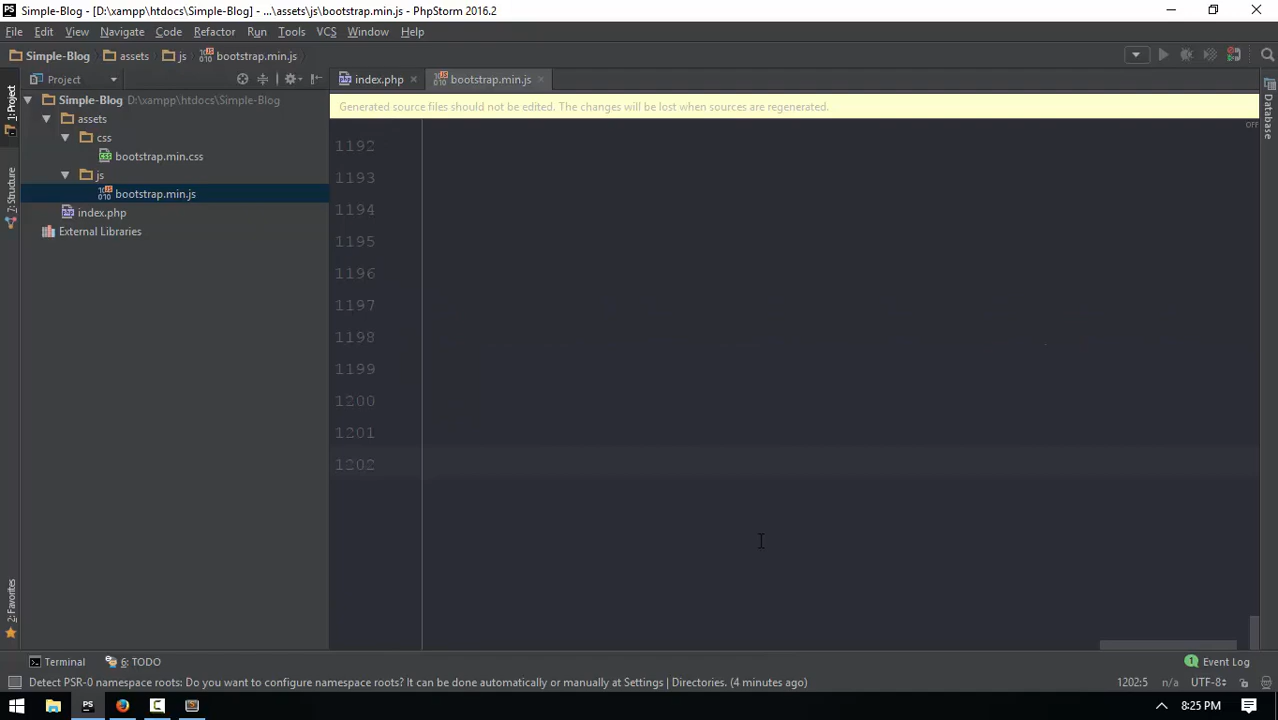 PS Simple-Blog - [D:\xampp\htdocs\Simple-Blog] - ...\assets\js\bootstrap.min.js - PhpStorm 2016.2
File Edit View Navigate Code Refactor Run Tools VCS Window Help
Simple-Blog assets js bootstrap.min.js
Project
index.php
bootstrap.min.js
1: Project
7: Structure
2: Favorites
Database
Simple-Blog D:\xampp\htdocs\Simple-Blog
assets
css
bootstrap.min.css
js
bootstrap.min.js
index.php
External Libraries
Generated source files should not be edited. The changes will be lost when sources are regenerated.
OFF
1192
1193
1194
1195
1196
1197
1198
1199
1200
1201
1202
Terminal 6: TODO
1 Event Log
Detect PSR-0 namespace roots: Do you want to configure namespace roots? It can be done automatically or manually at Settings | Directories. (4 minutes ago)
1202:5 n/a UTF-8
8:25 PM